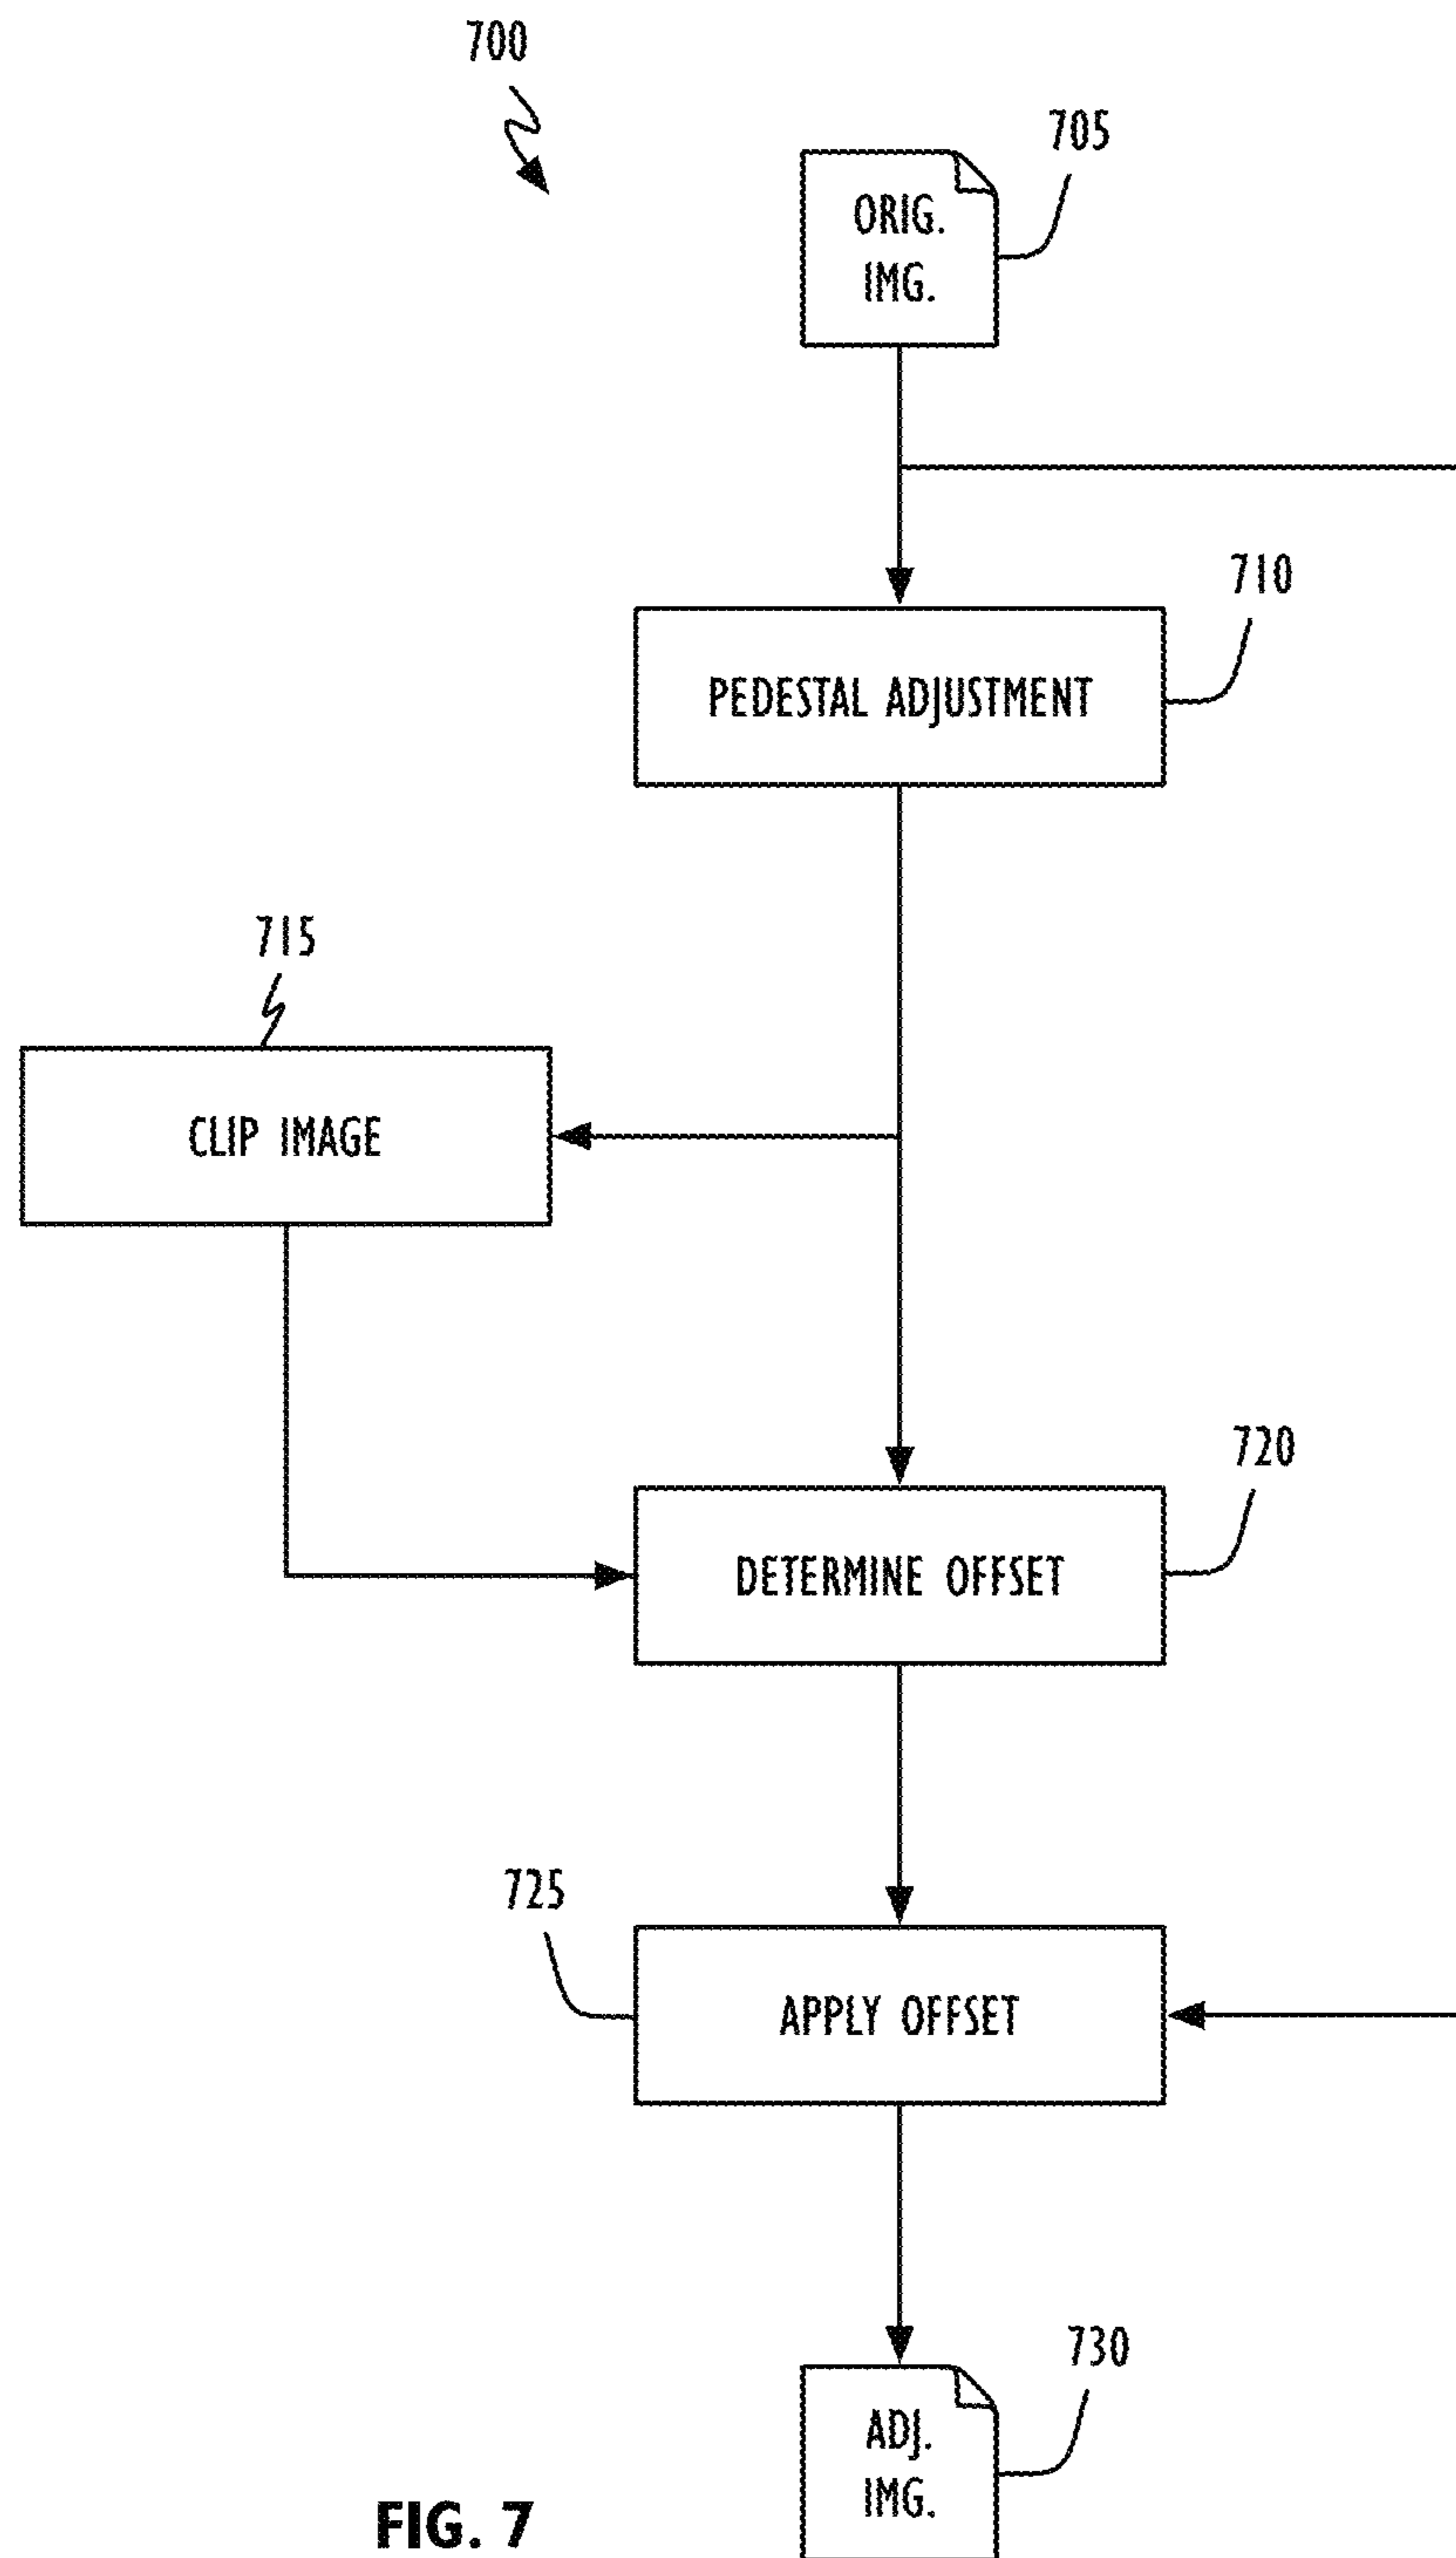 700
705
ORIG.
IMG.
710
PEDESTAL ADJUSTMENT
715
CLIP IMAGE
720
DETERMINE OFFSET
725
APPLY OFFSET
730
ADJ.
IMG.
FIG. 7